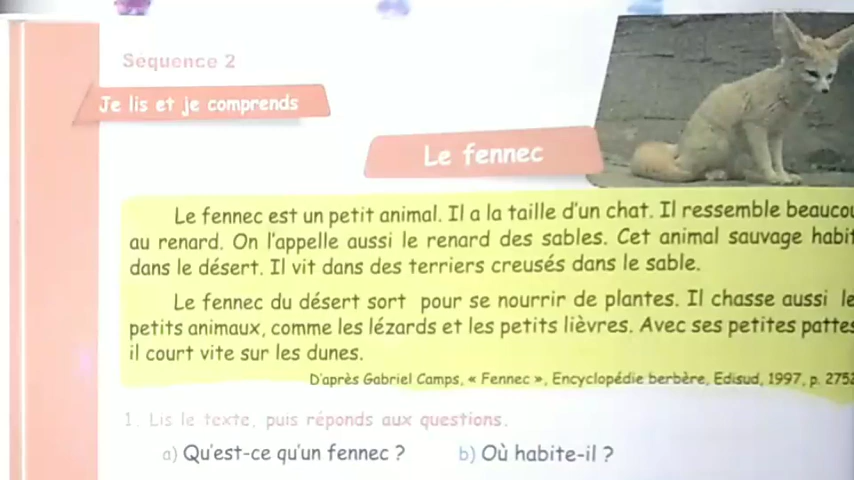 Séquence 2
Je lis et je comprends
Le fennec
Le fennec est un petit animal. Il a la taille d'un chat. Il ressemble
au renard. On l'appelle aussi le renard des sables. Cet animal sauvage
dans le désert. Il vit dans des terriers creusés dans le sable.
Le fennec du désert sort pour se nourrir de plantes. Il chasse aussi
petits animaux, comme les lézards et les petits lièvres. Avec ses petites pattes
il court vite sur les dunes.
D'après Gabriel Camps, « Fennec », Encyclopédie berbère, Edisud, 1997, p. 2752
1. Lis le texte, puis réponds aux questions.
a) Qu'est-ce qu'un fennec ? b) Où habite-il ?